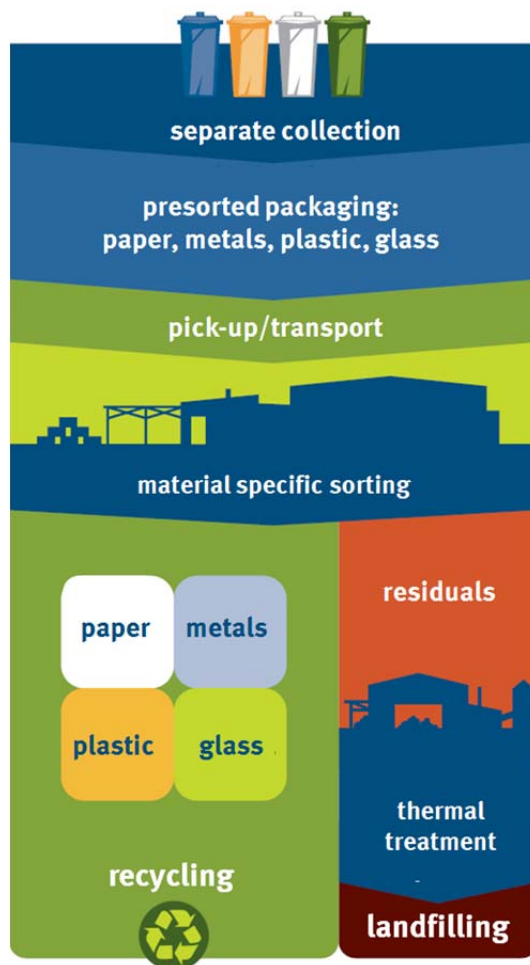 separate collection
presorted packaging:
paper, metals, plastic, glass
pick-up/transport
material specific sorting
paper
metals
plastic
glass
recycling
residuals
thermal
treatment
landfilling